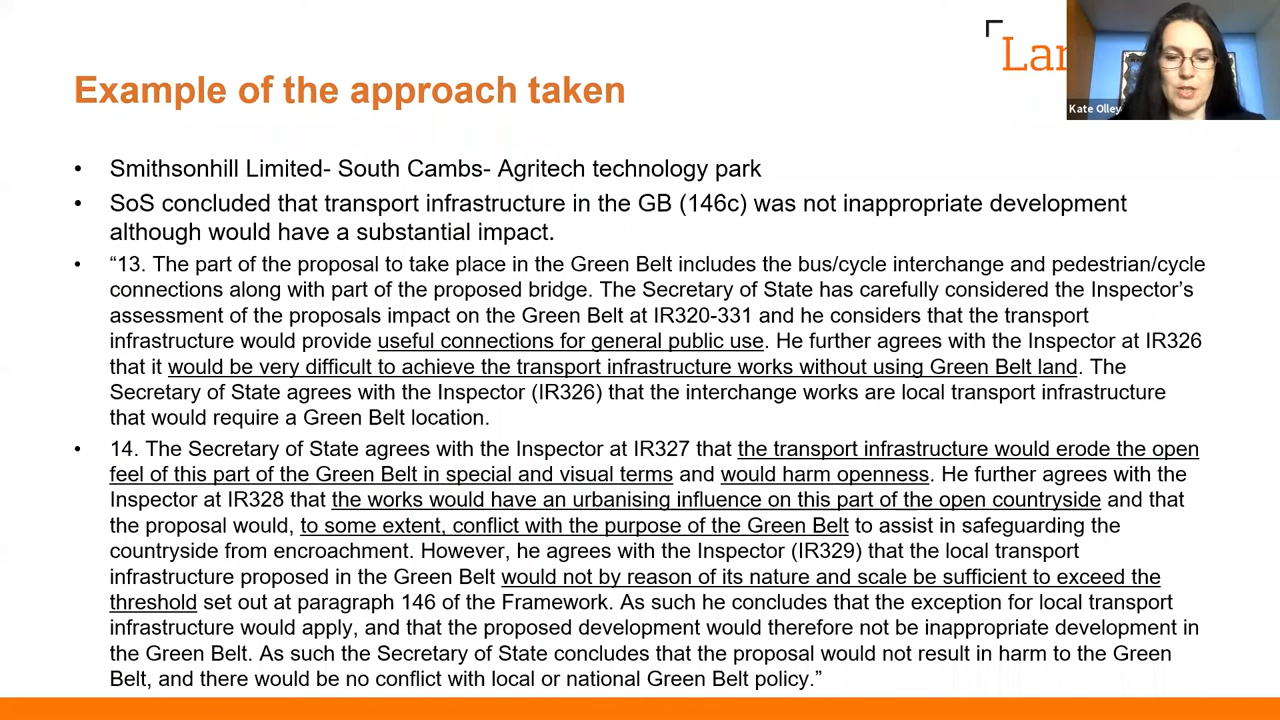 Lan
Kate Olley
Example of the approach taken
• Smithsonhill Limited- South Cambs- Agritech technology park
• SoS concluded that transport infrastructure in the GB (146c) was not inappropriate development
although would have a substantial impact.
• “13. The part of the proposal to take place in the Green Belt includes the bus/cycle interchange and pedestrian/cycle
connections along with part of the proposed bridge. The Secretary of State has carefully considered the Inspector’s
assessment of the proposals impact on the Green Belt at IR320-331 and he considers that the transport
infrastructure would provide useful connections for general public use. He further agrees with the Inspector at IR326
that it would be very difficult to achieve the transport infrastructure works without using Green Belt land. The
Secretary of State agrees with the Inspector (IR326) that the interchange works are local transport infrastructure
that would require a Green Belt location.
• 14. The Secretary of State agrees with the Inspector at IR327 that the transport infrastructure would erode the open
feel of this part of the Green Belt in special and visual terms and would harm openness. He further agrees with the
Inspector at IR328 that the works would have an urbanising influence on this part of the open countryside and that
the proposal would, to some extent, conflict with the purpose of the Green Belt to assist in safeguarding the
countryside from encroachment. However, he agrees with the Inspector (IR329) that the local transport
infrastructure proposed in the Green Belt would not by reason of its nature and scale be sufficient to exceed the
threshold set out at paragraph 146 of the Framework. As such he concludes that the exception for local transport
infrastructure would apply, and that the proposed development would therefore not be inappropriate development in
the Green Belt. As such the Secretary of State concludes that the proposal would not result in harm to the Green
Belt, and there would be no conflict with local or national Green Belt policy.”